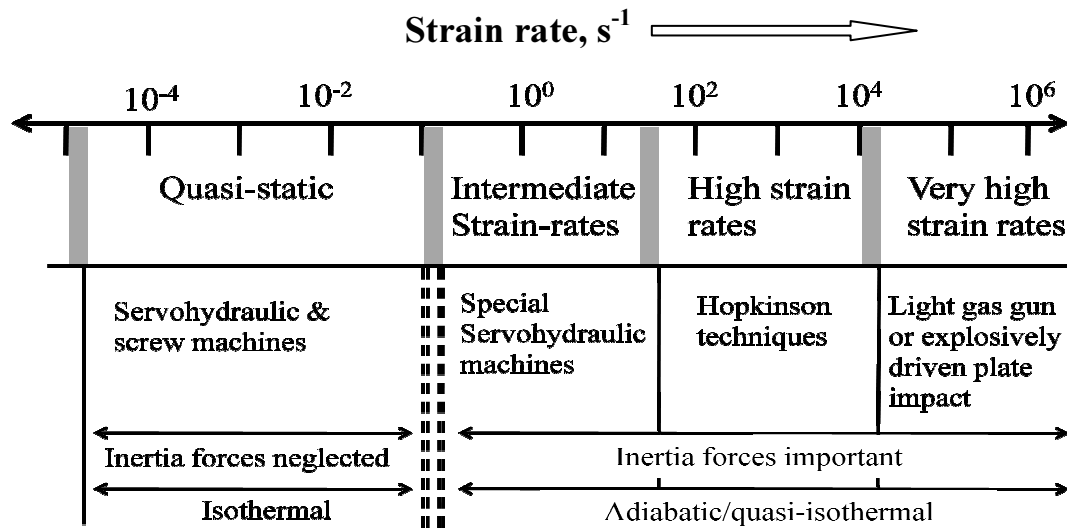 Strain rate, s⁻¹
10⁻⁴ 10⁻² 10⁰ 10² 10⁴ 10⁶
Quasi-static
Intermediate
Strain-rates
High strain
rates
Very high
strain rates
Servohydraulic &
screw machines
Special
Servohydraulic
machines
Hopkinson
techniques
Light gas gun
or explosively
driven plate
impact
Inertia forces neglected
Inertia forces important
Isothermal
Adiabatic/quasi-isothermal